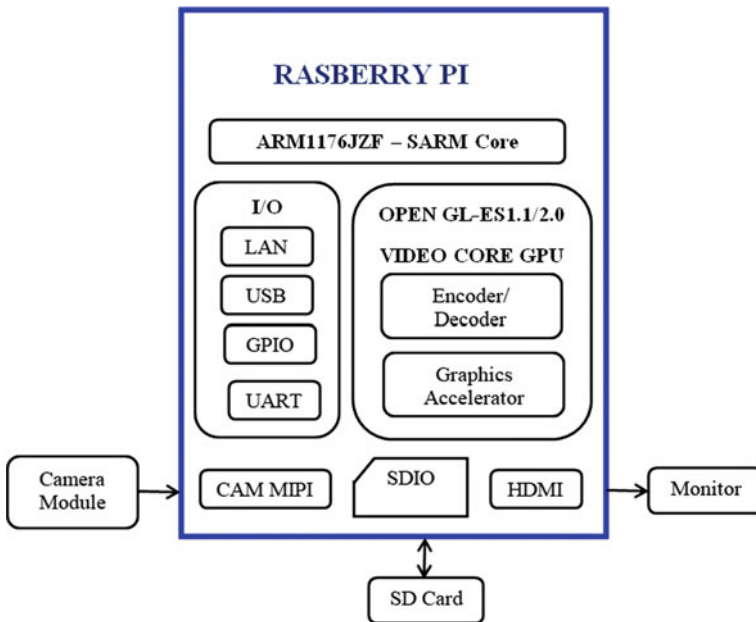 RASBERRY PI
ARM1176JZF – SARM Core
I/O
LAN
USB
GPIO
UART
OPEN GL-ES1.1/2.0
VIDEO CORE GPU
Encoder/
Decoder
Graphics
Accelerator
Camera
Module
CAM MIPI
SDIO
HDMI
Monitor
SD Card